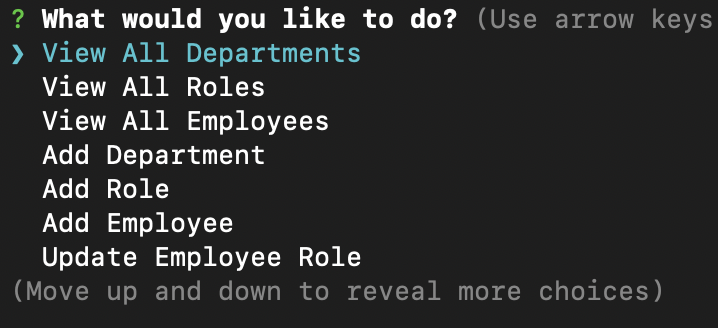 ? What would you like to do? (Use arrow keys
❯ View All Departments
View All Roles
View All Employees
Add Department
Add Role
Add Employee
Update Employee Role
(Move up and down to reveal more choices)